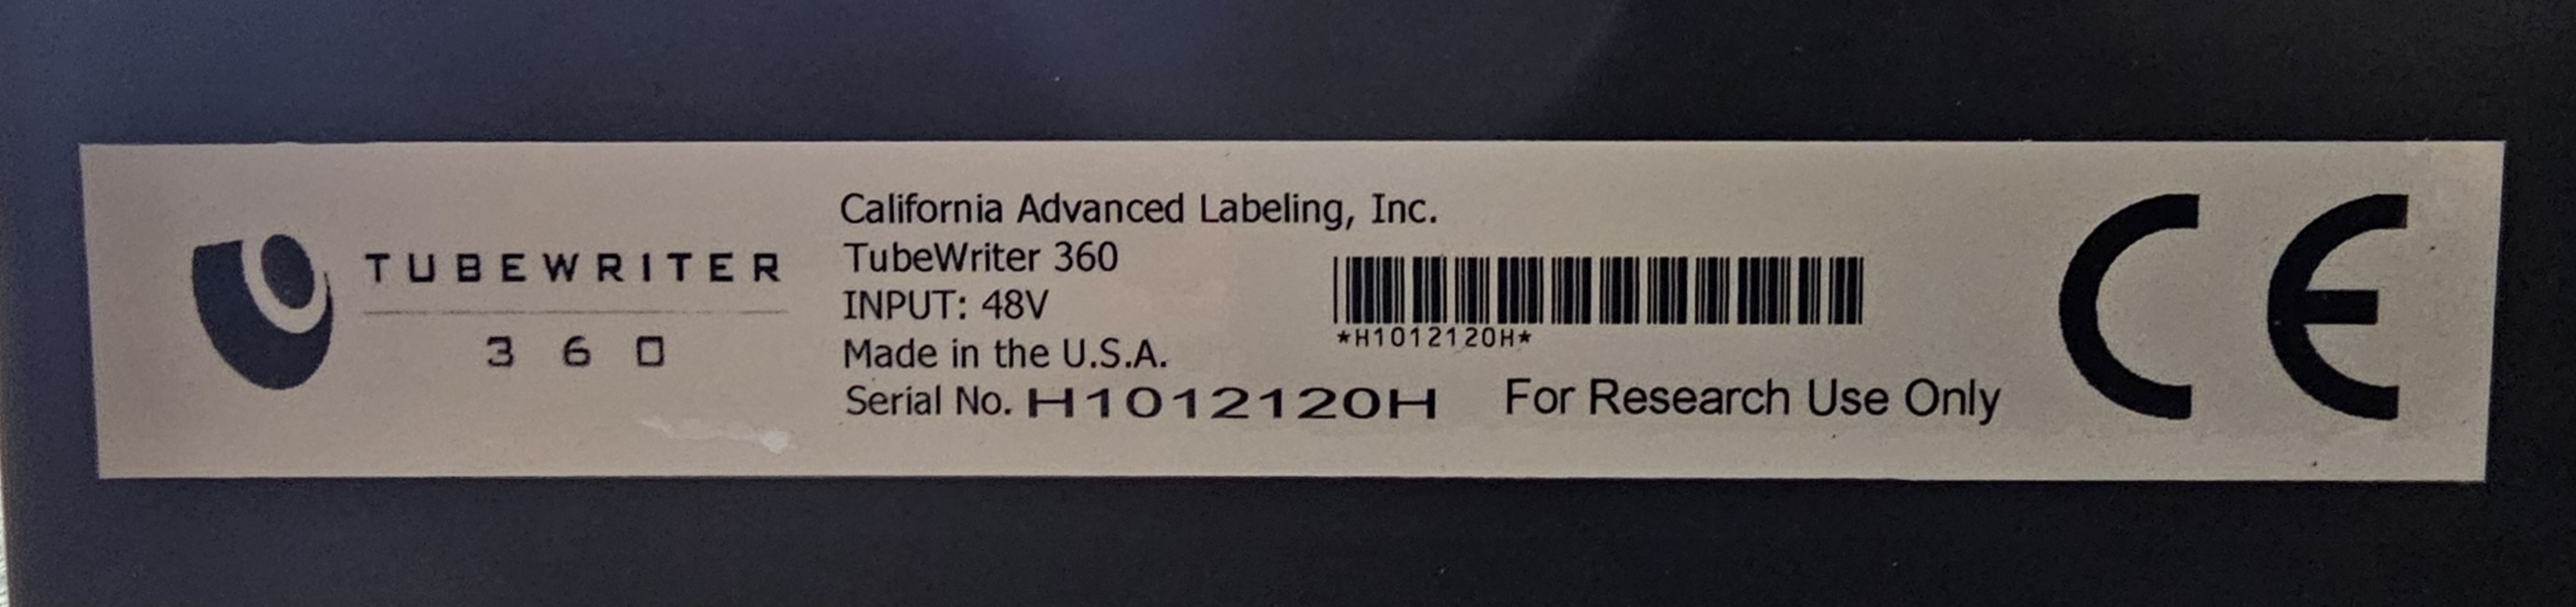 TUBEWRITER
360
California Advanced Labeling, Inc.
TubeWriter 360
INPUT: 48V
Made in the U.S.A.
Serial No. H1012120H
*H1012120H*
For Research Use Only
CE